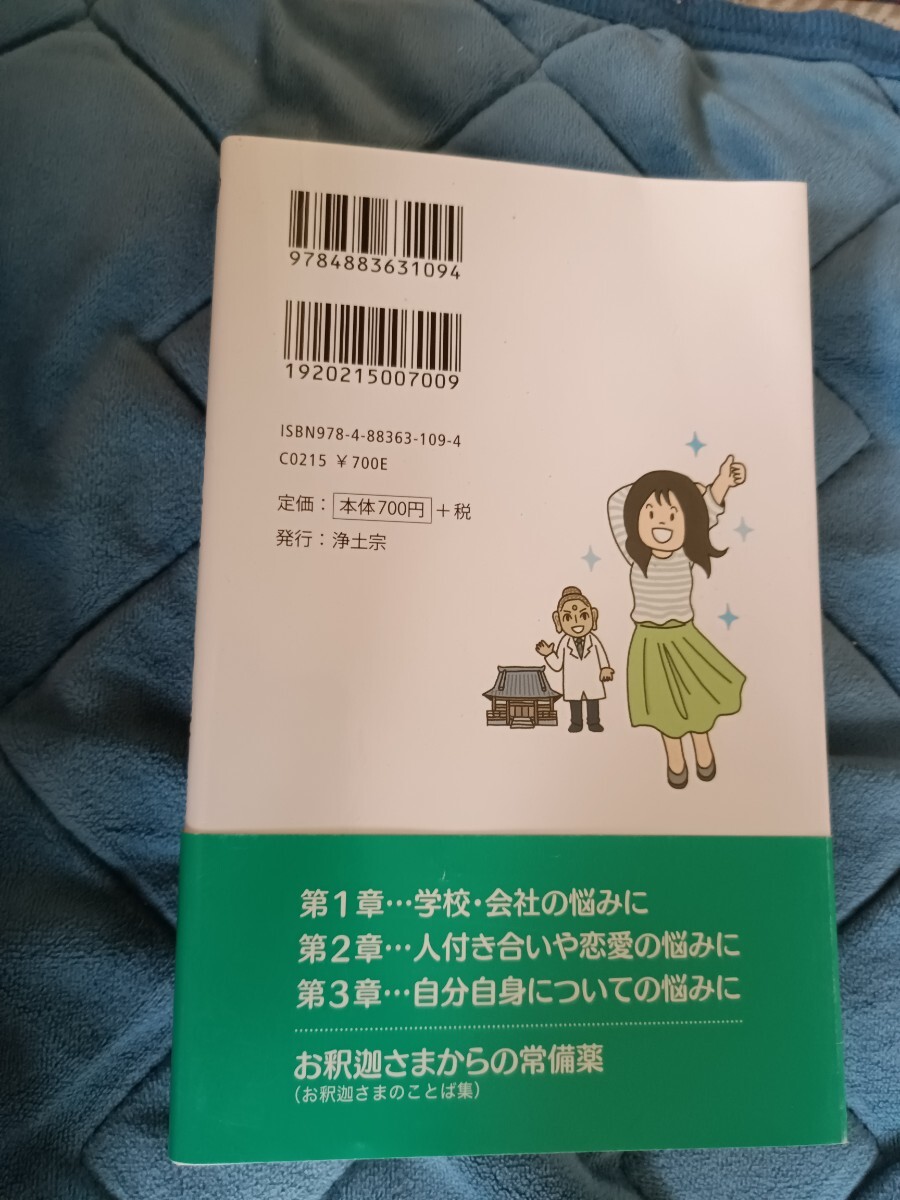 9784883631094
1920215007009
ISBN978-4-88363-109-4
C0215 ¥700E
定価：本体700円＋税
発行：浄土宗
第1章…学校・会社の悩みに
第2章…人付き合いや恋愛の悩みに
第3章…自分自身についての悩みに
お釈迦さまからの常備薬
（お釈迦さまのことば集）